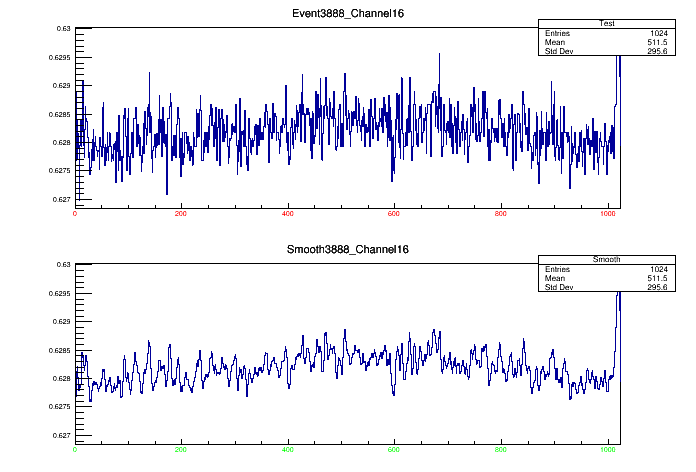 Event3888_Channel16
Test
Entries 1024
Mean 511.5
Std Dev 295.6
0.63
0.6295
0.629
0.6285
0.628
0.6275
0.627
0 200 400 600 800 1000
Smooth3888_Channel16
Smooth
Entries 1024
Mean 511.5
Std Dev 295.6
0.63
0.6295
0.629
0.6285
0.628
0.6275
0.627
0 200 400 600 800 1000